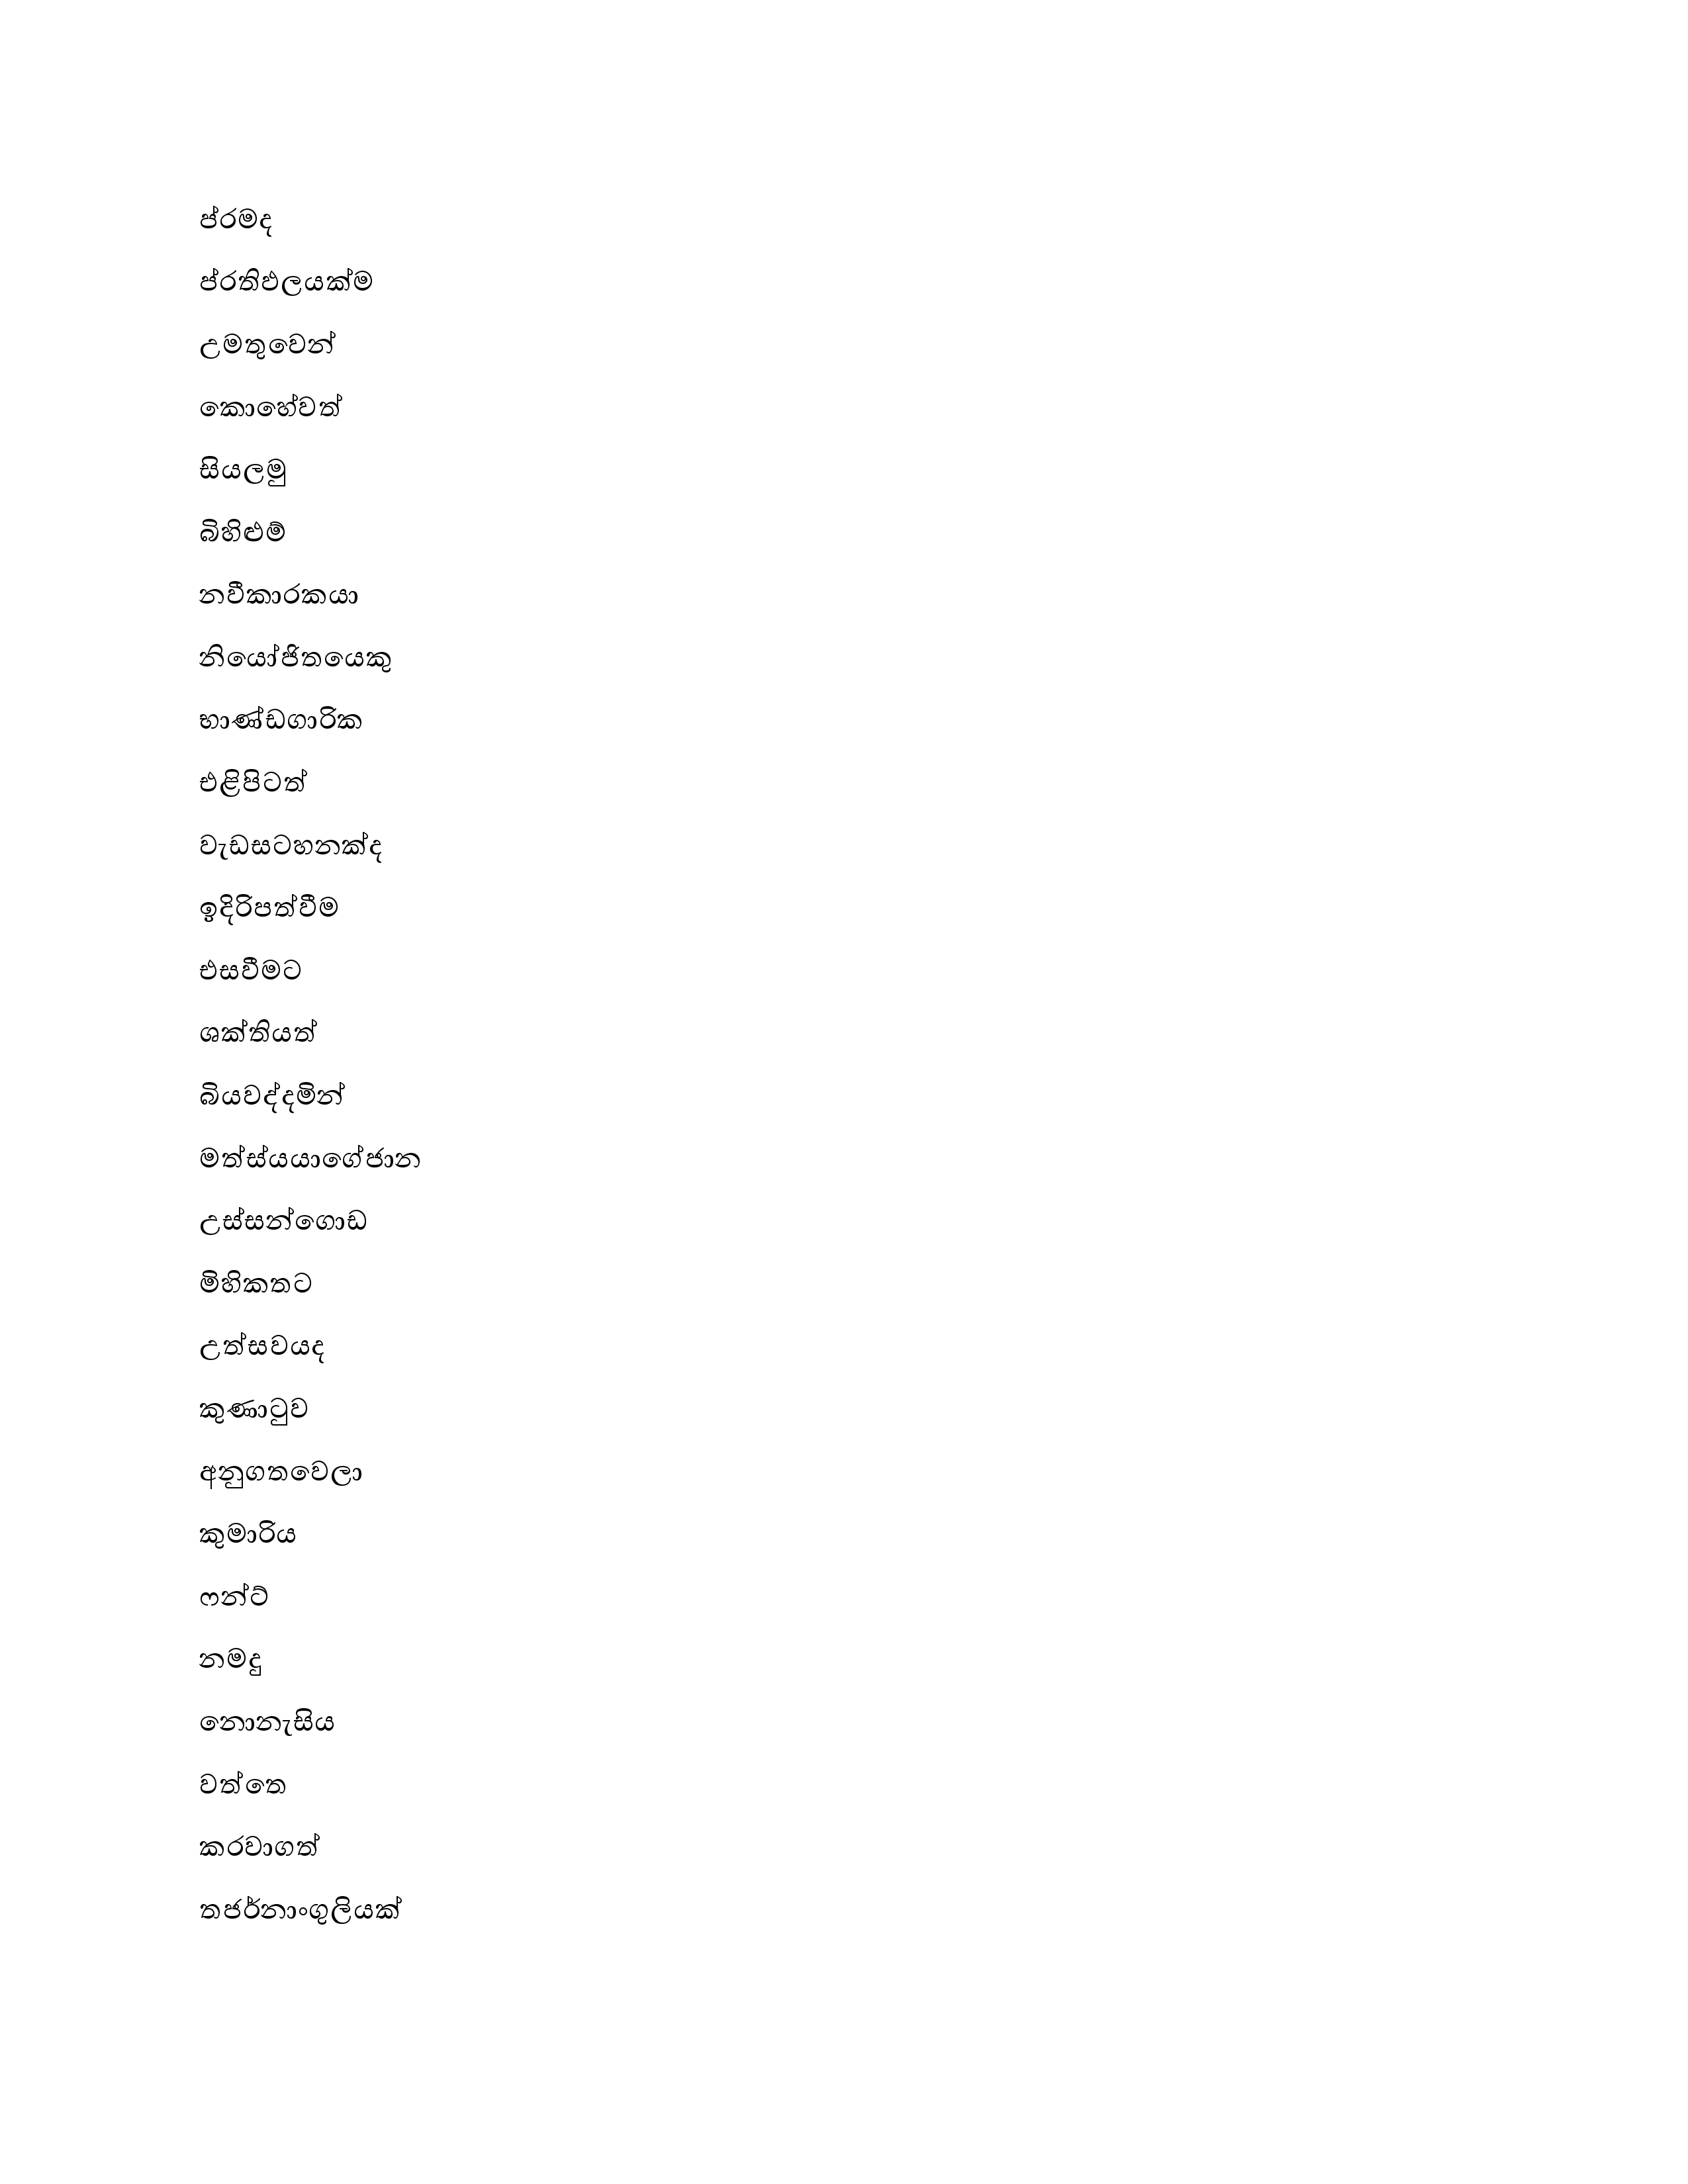 ප්රමද
ප්රතිඵලයක්ම
උමතුවෙන්
කොහේවත්
සියලමු
බිහිළුම්
නවීකාරකයා
නියෝජිතයෙකු
භාණ්ඩගාරික
එළිපිටත්
වැඩසටහනක්ද
ඉදිරිපත්වීම
එසවීමට
ශක්තියත්
බියවද්දමින්
මත්ස්යයාගේජාන
උස්සන්ගොඩ
මිහිකතට
උත්සවයද
කුණාටුව
අනුගතවෙලා
කුමාරිය
ෆන්ට්
නමදු
නොනැසිය
වත්තෙ
කරවාගත්
තර්ජනාංගුලියක්